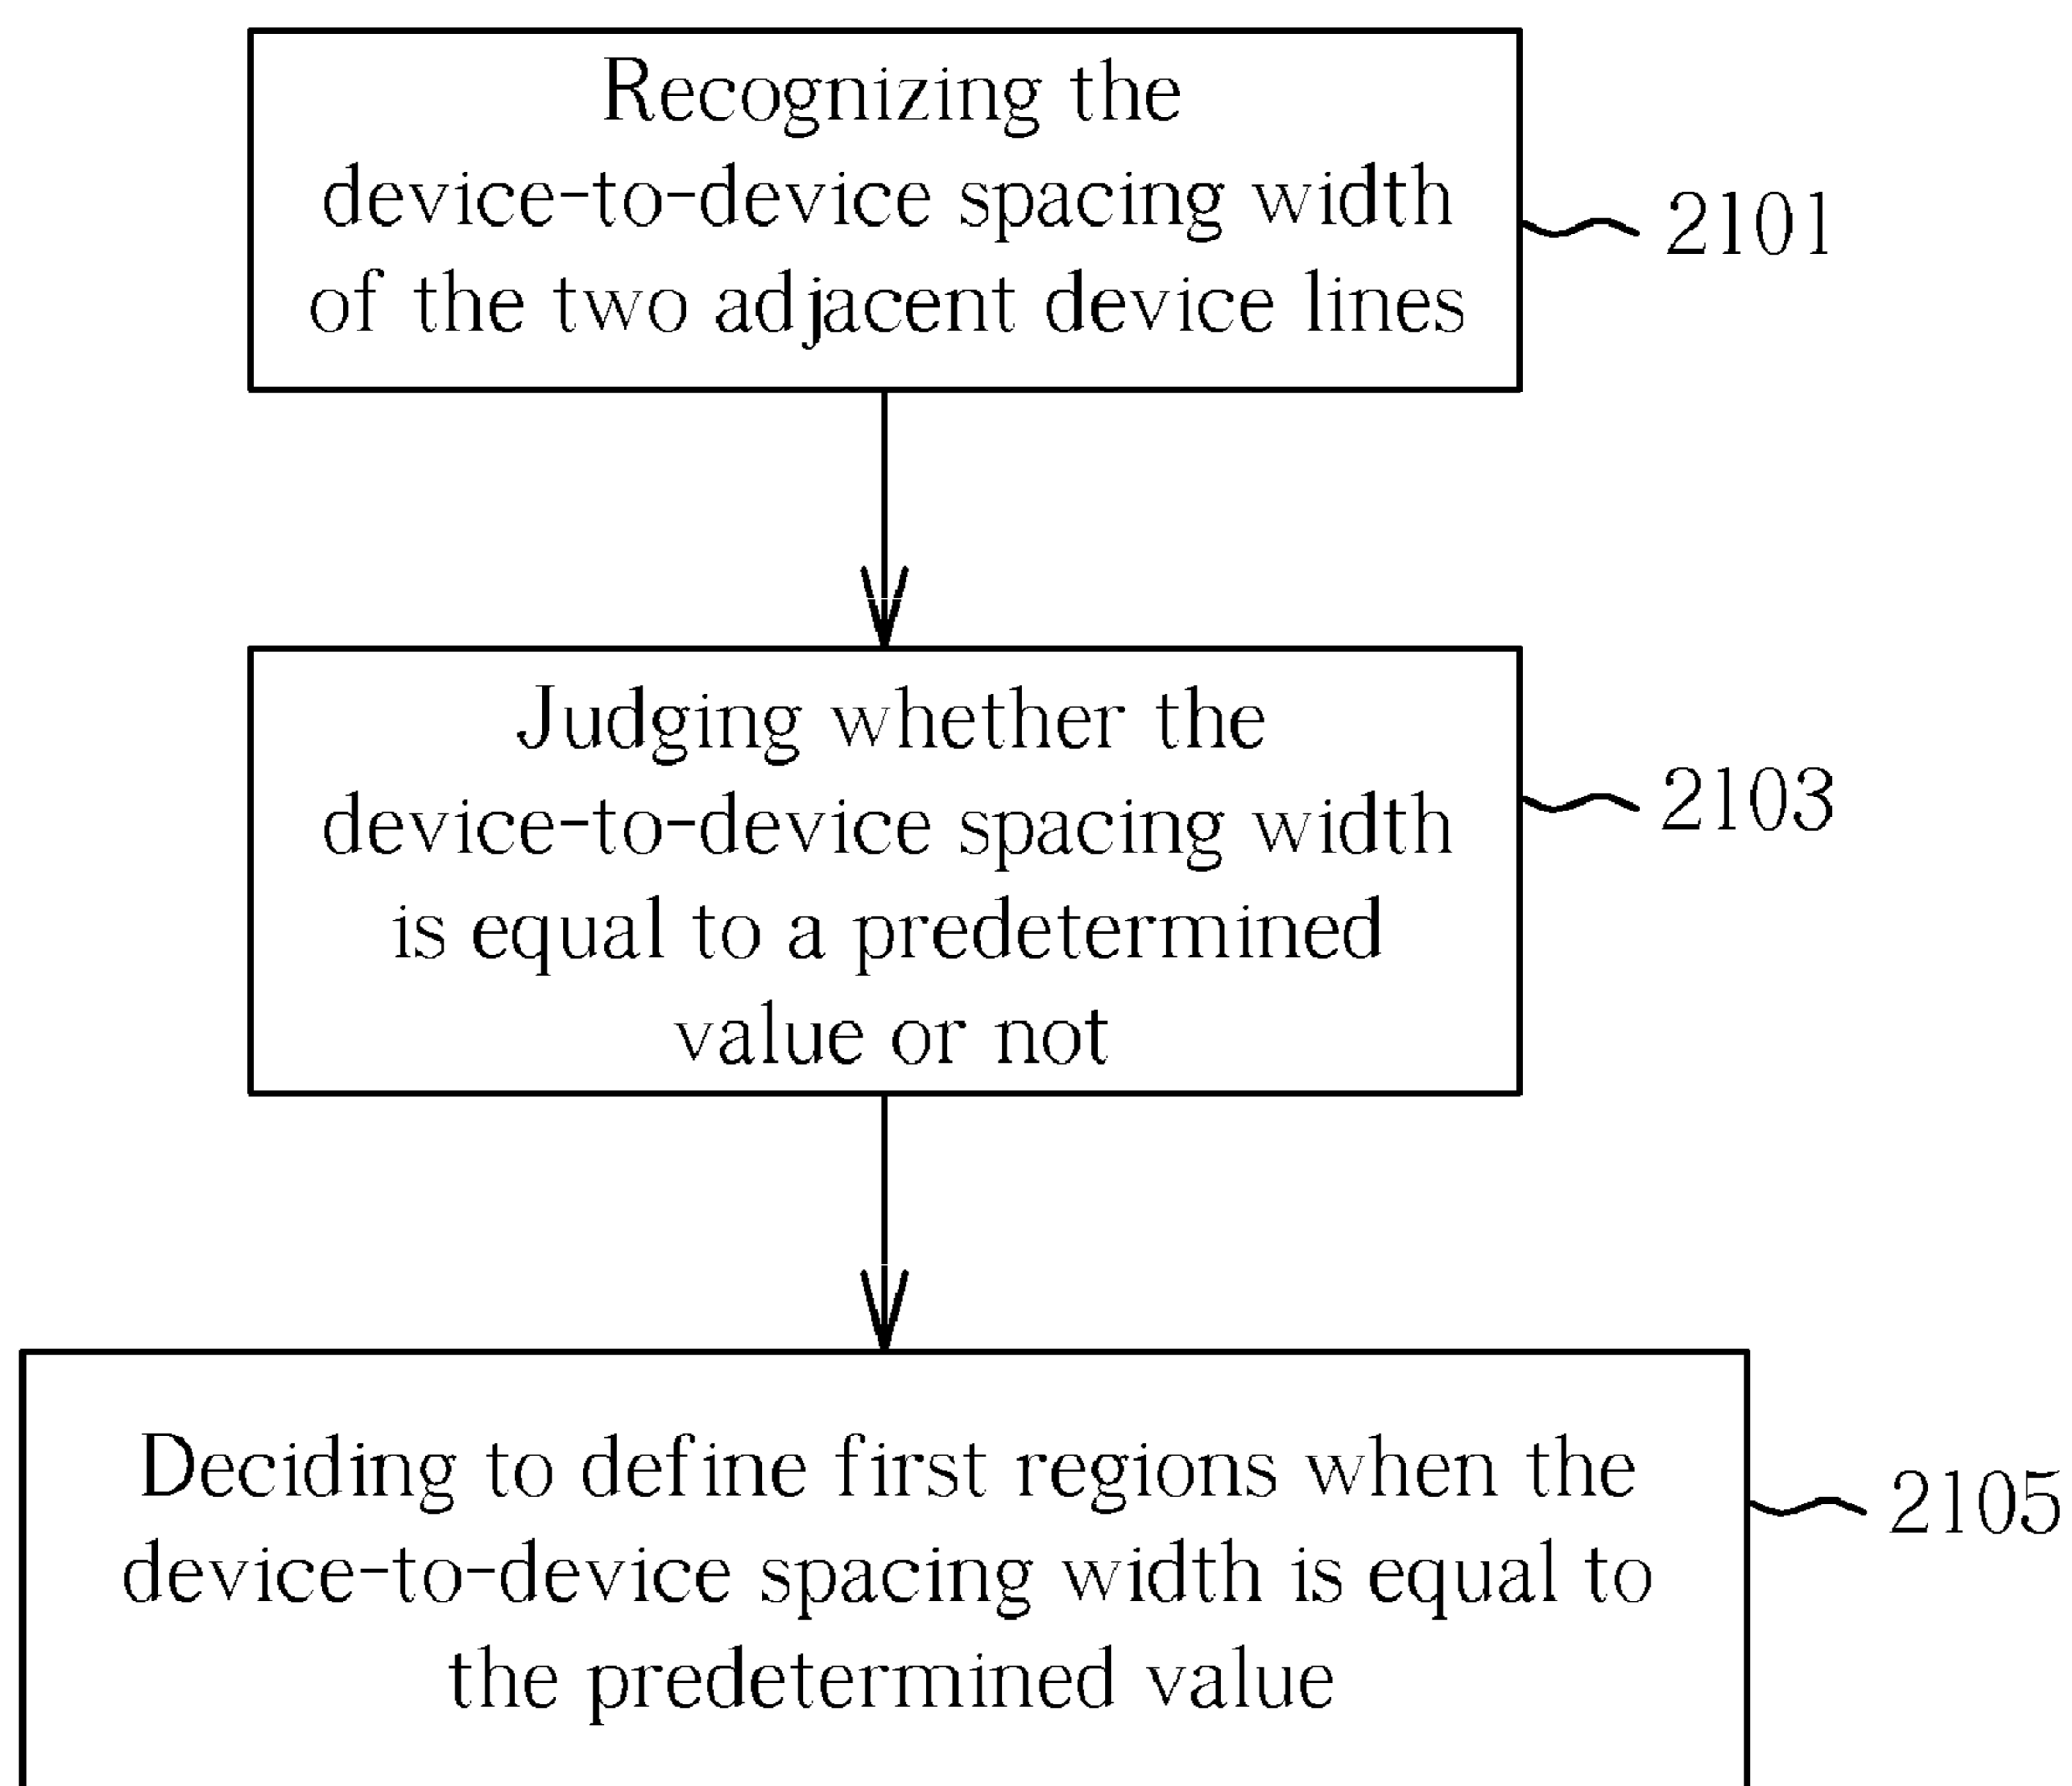 Recognizing the
device-to-device spacing width
of the two adjacent device lines
2101
Judging whether the
device-to-device spacing width
is equal to a predetermined
value or not
2103
Deciding to define first regions when the
device-to-device spacing width is equal to
the predetermined value
2105